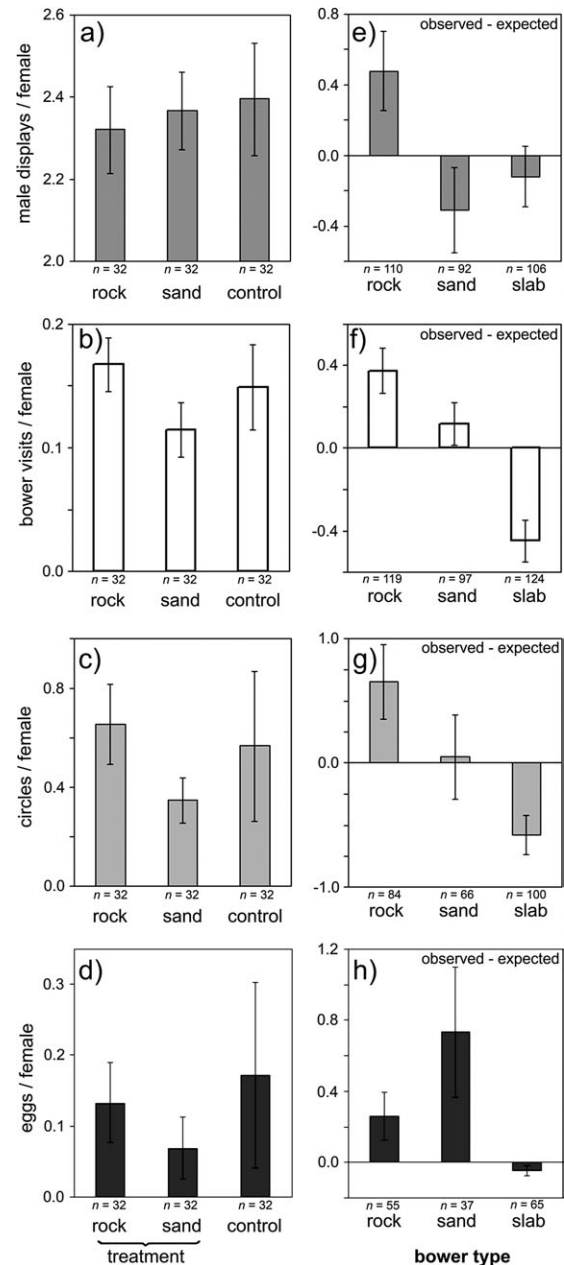 a)
male displays / female
2.6
2.4
2.2
2.0
n = 32 n = 32 n = 32
rock sand control
e)
observed - expected
0.4
0.0
-0.4
n = 110 n = 92 n = 106
rock sand slab
b)
bower visits / female
0.2
0.1
0.0
n = 32 n = 32 n = 32
rock sand control
f)
observed - expected
0.4
0.0
-0.4
n = 119 n = 97 n = 124
rock sand slab
c)
circles / female
0.8
0.4
0.0
n = 32 n = 32 n = 32
rock sand control
g)
observed - expected
1.0
0.0
-1.0
n = 84 n = 66 n = 100
rock sand slab
d)
eggs / female
0.3
0.2
0.1
0.0
n = 32 n = 32 n = 32
rock sand control
treatment
h)
observed - expected
1.2
0.8
0.4
0.0
n = 55 n = 37 n = 65
rock sand slab
bower type